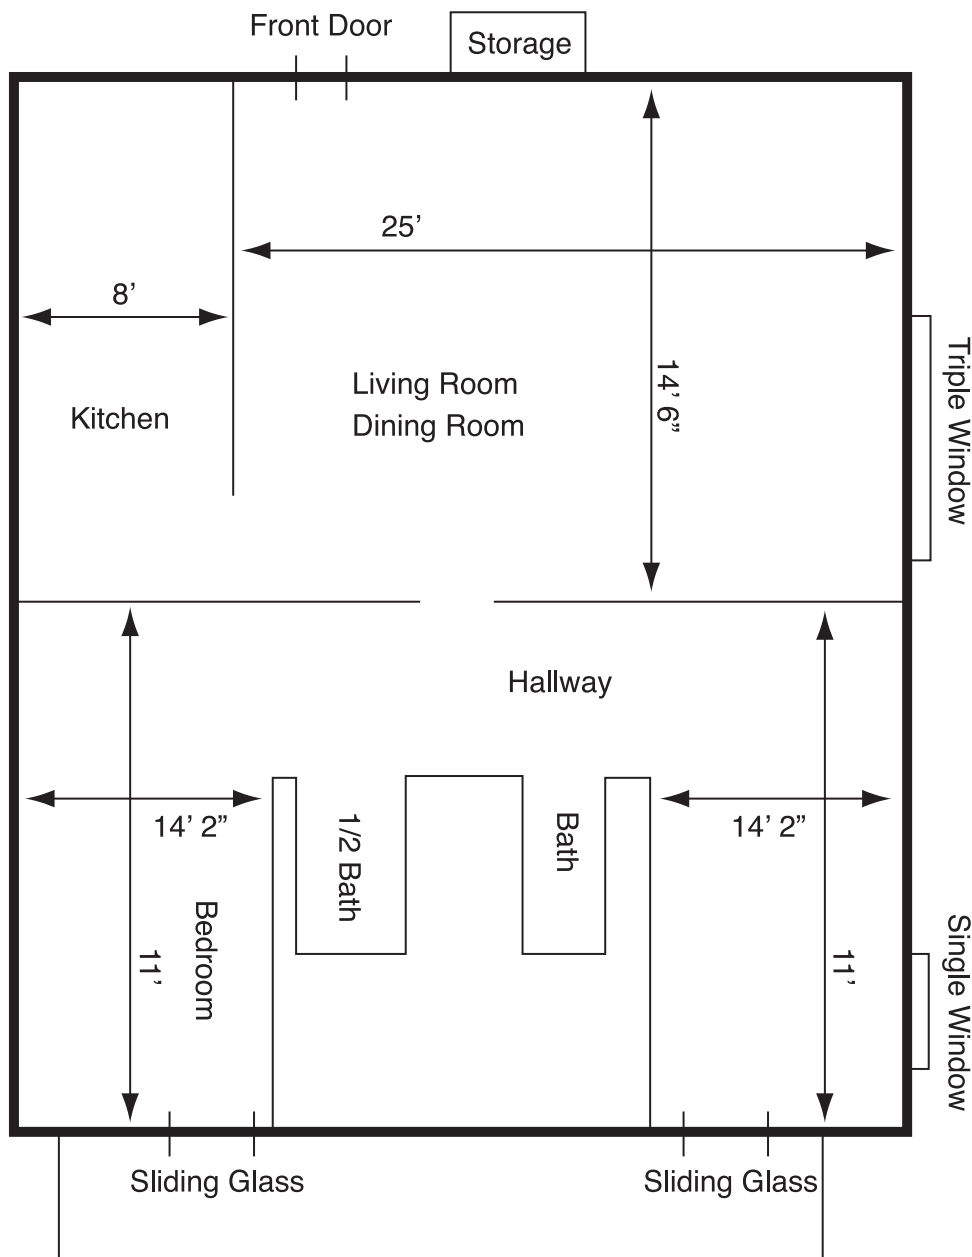 Front Door
Storage
25’
8’
14’ 6”
Triple Window
Living Room
Dining Room
Kitchen
Hallway
14’ 2”
1/2 Bath
Bath
14’ 2”
Bedroom
11’
11’
Single Window
Sliding Glass
Sliding Glass